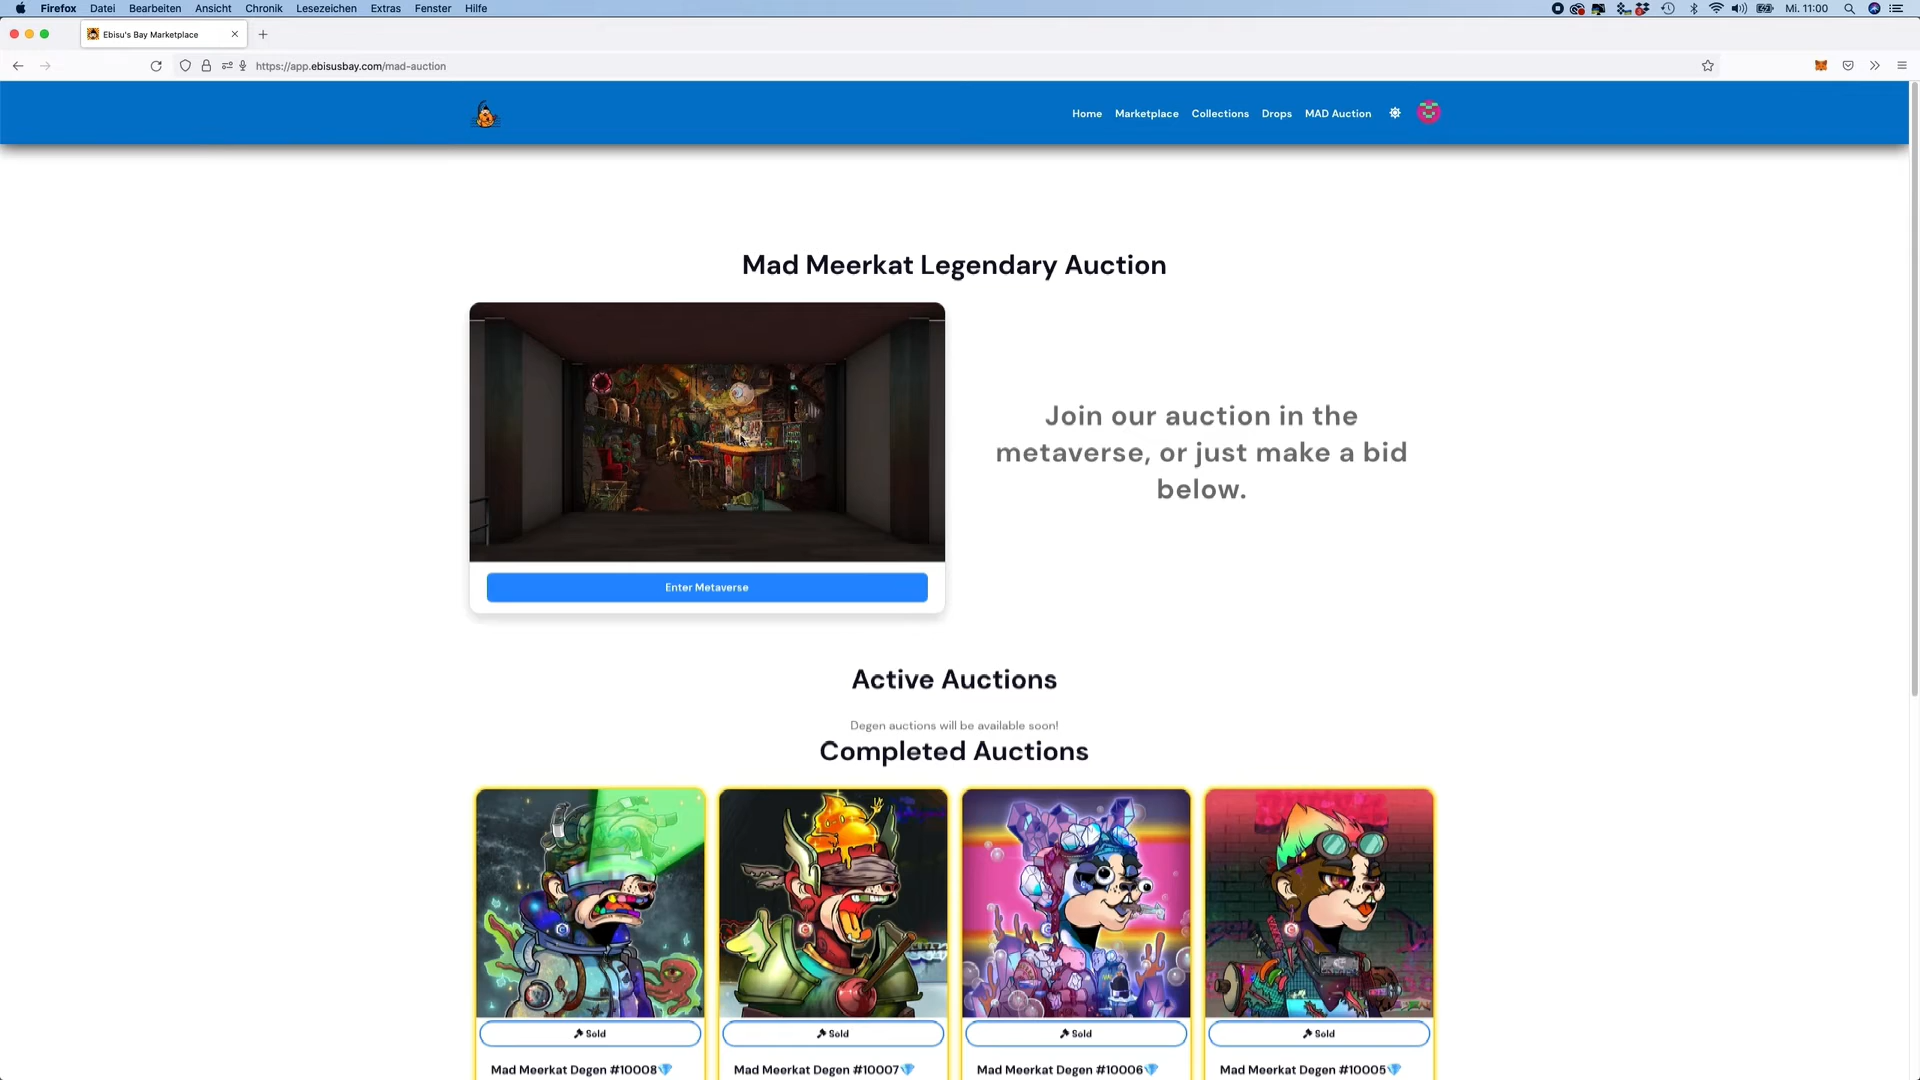 Firefox Datei Bearbeiten Ansicht Chronik Lesezeichen Extras Fenster Hilfe Mi. 11:00
Ebisu's Bay Marketplace
https://app.ebisusbay.com/mad-auction
Home Marketplace Collections Drops MAD Auction
Mad Meerkat Legendary Auction
Join our auction in the
metaverse, or just make a bid
below.
Enter Metaverse
Active Auctions
Degen auctions will be available soon!
Completed Auctions
Sold Sold Sold Sold
Mad Meerkat Degen #10008 Mad Meerkat Degen #10007 Mad Meerkat Degen #10006 Mad Meerkat Degen #10005